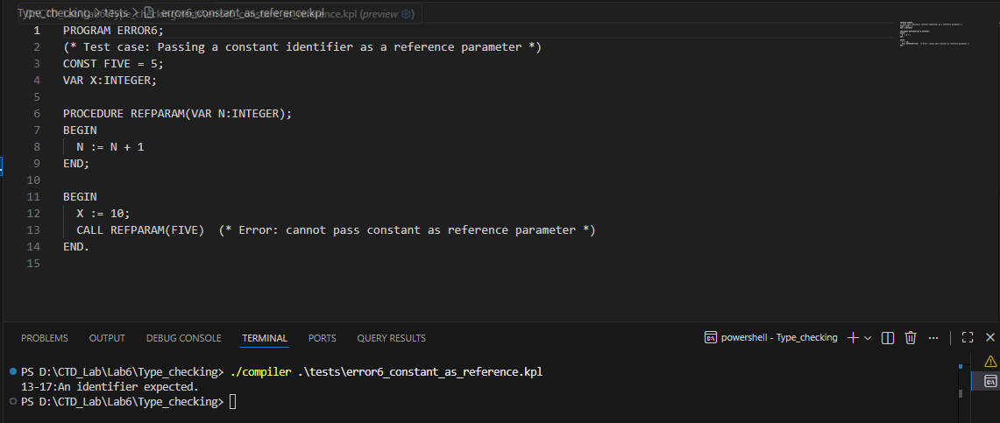 Type_checking > tests > error6_constant_as_reference.kpl
(preview)
1 PROGRAM ERROR6;
2 (* Test case: Passing a constant identifier as a reference parameter *)
3 CONST FIVE = 5;
4 VAR X:INTEGER;
5
6 PROCEDURE REFPARAM(VAR N:INTEGER);
7 BEGIN
8 N := N + 1
9 END;
10
11 BEGIN
12 X := 10;
13 CALL REFPARAM(FIVE) (* Error: cannot pass constant as reference parameter *)
14 END.
15
PROBLEMS OUTPUT DEBUG CONSOLE TERMINAL PORTS QUERY RESULTS powershell - Type_checking
PS D:\CTD_Lab\Lab6\Type_checking> ./compiler .\tests\error6_constant_as_reference.kpl
13-17:An identifier expected.
PS D:\CTD_Lab\Lab6\Type_checking>